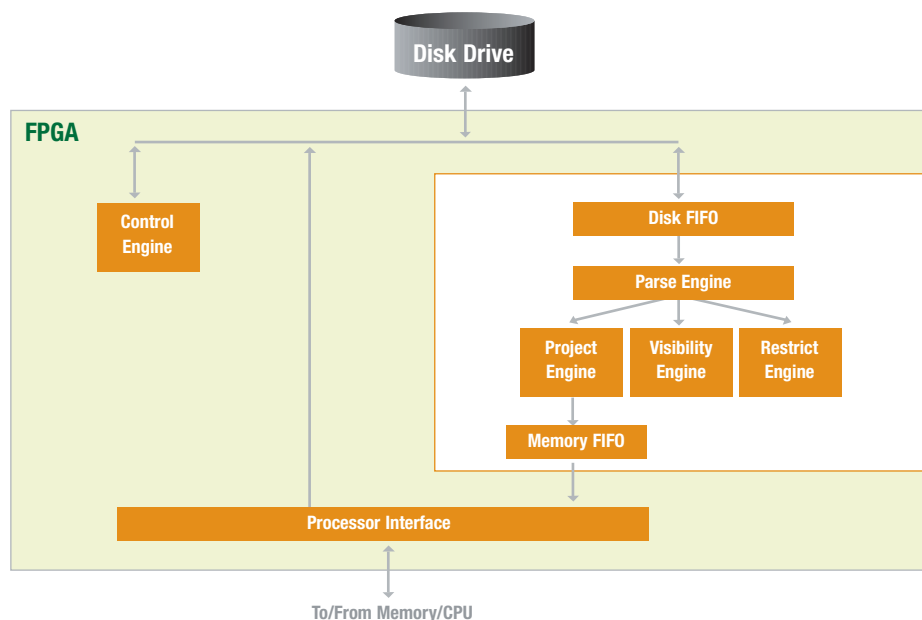 Disk Drive
FPGA
Control
Engine
Disk FIFO
Parse Engine
Project
Engine
Visibility
Engine
Restrict
Engine
Memory FIFO
Processor Interface
To/From Memory/CPU